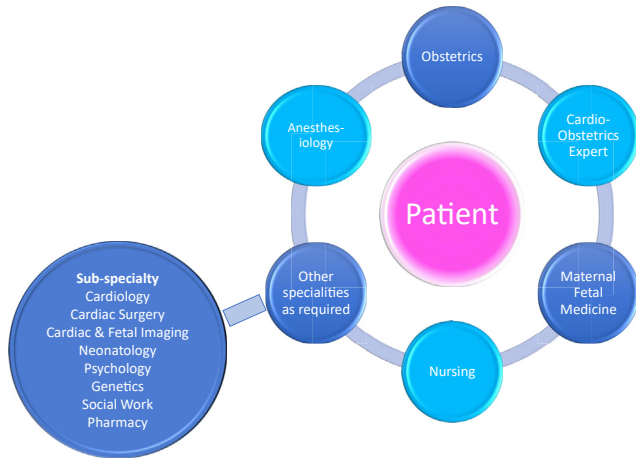 Obstetrics
Cardio-
Obstetrics
Expert
Maternal
Fetal
Medicine
Nursing
Other
specialities
as required
Anesthes-
iology
Patient
Sub-specialty
Cardiology
Cardiac Surgery
Cardiac & Fetal Imaging
Neonatology
Psychology
Genetics
Social Work
Pharmacy